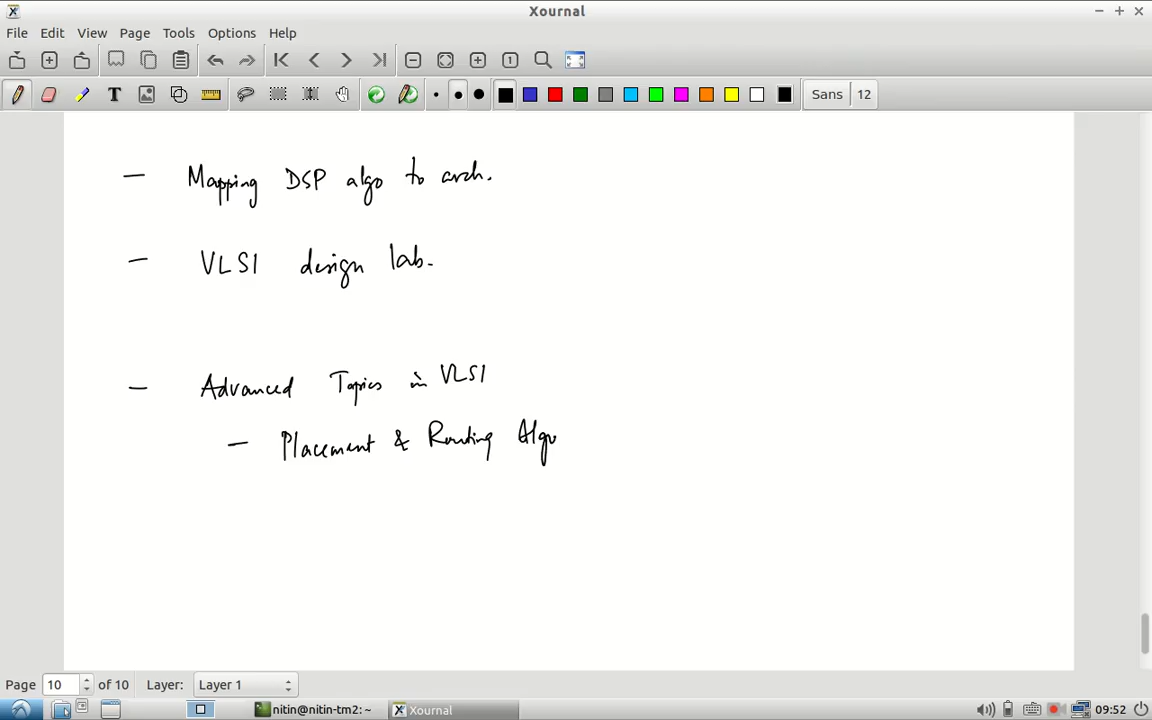 Xournal
File Edit View Page Tools Options Help
Sans 12
— Mapping DSP algo to arch.
— VLSI design lab.
— Advanced Topics in VLSI
— Placement & Routing Algo
Page 10 of 10 Layer: Layer 1
nitin@nitin-tm2: ~ Xournal 09:52